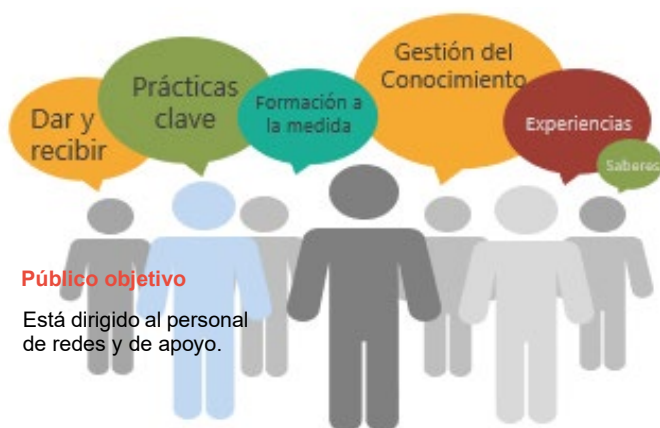 Dar y
recibir
Prácticas
clave
Formación a
la medida
Gestión del
Conocimiento
Experiencias
Saberes
Público objetivo
Está dirigido al personal
de redes y de apoyo.